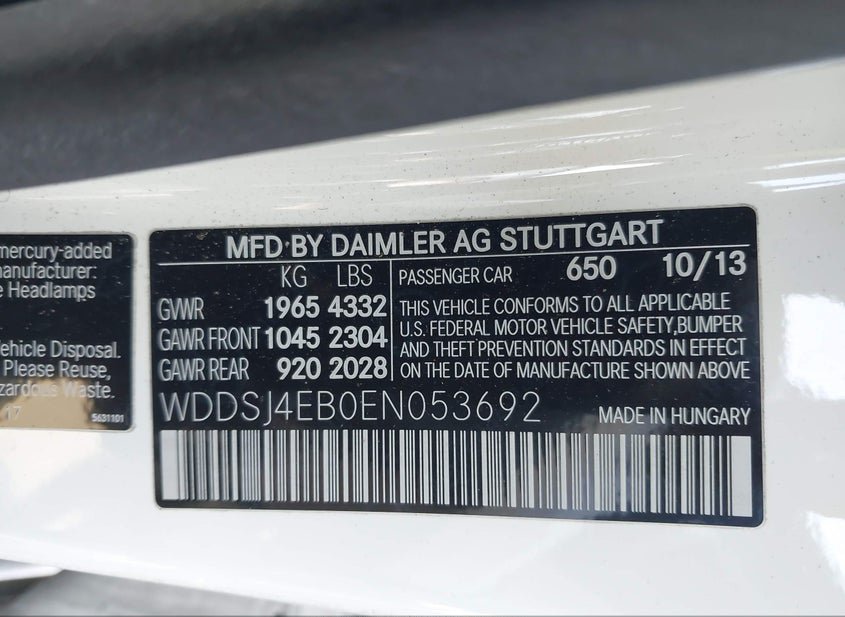 mercury-added
manufacturer:
e Headlamps
Vehicle Disposal.
Please Reuse,
azardous Waste.
17
5631101
MFD BY DAIMLER AG STUTTGART
KG LBS
GVWR 1965 4332
GAWR FRONT 1045 2304
GAWR REAR 920 2028
PASSENGER CAR 650 10/13
THIS VEHICLE CONFORMS TO ALL APPLICABLE
U.S. FEDERAL MOTOR VEHICLE SAFETY,BUMPER
AND THEFT PREVENTION STANDARDS IN EFFECT
ON THE DATE OF MANUFACTURE SHOWN ABOVE
WDDSJ4EB0EN053692
MADE IN HUNGARY